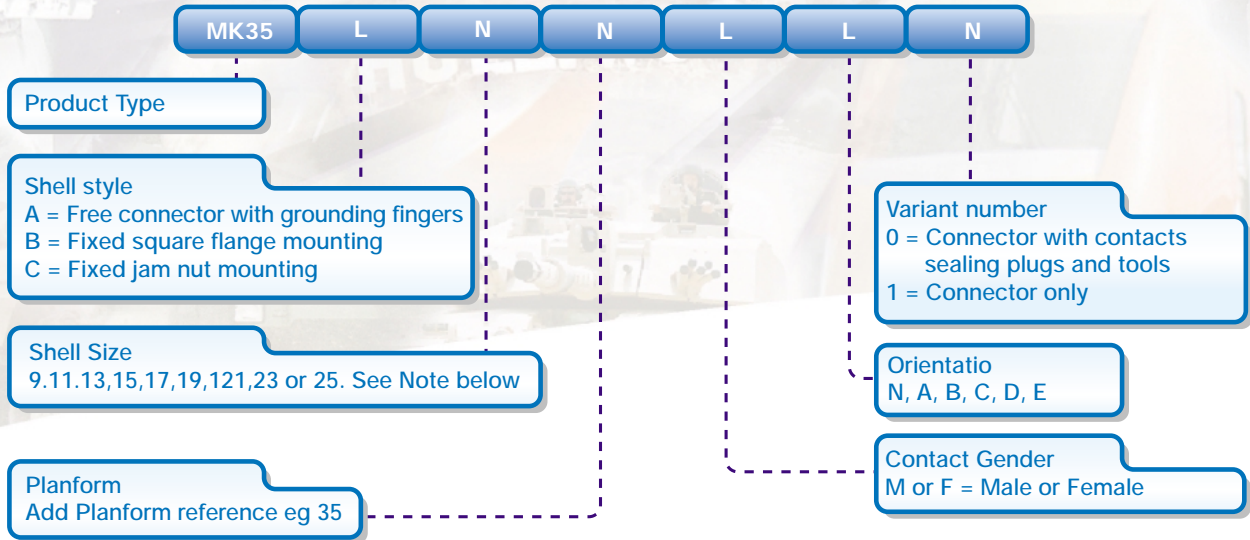 MK35 L N N L L N
Product Type
Shell style
A = Free connector with grounding fingers
B = Fixed square flange mounting
C = Fixed jam nut mounting
Shell Size
9.11.13,15,17,19,121,23 or 25. See Note below
Planform
Add Planform reference eg 35
Variant number
0 = Connector with contacts
sealing plugs and tools
1 = Connector only
Orientatio
N, A, B, C, D, E
Contact Gender
M or F = Male or Female